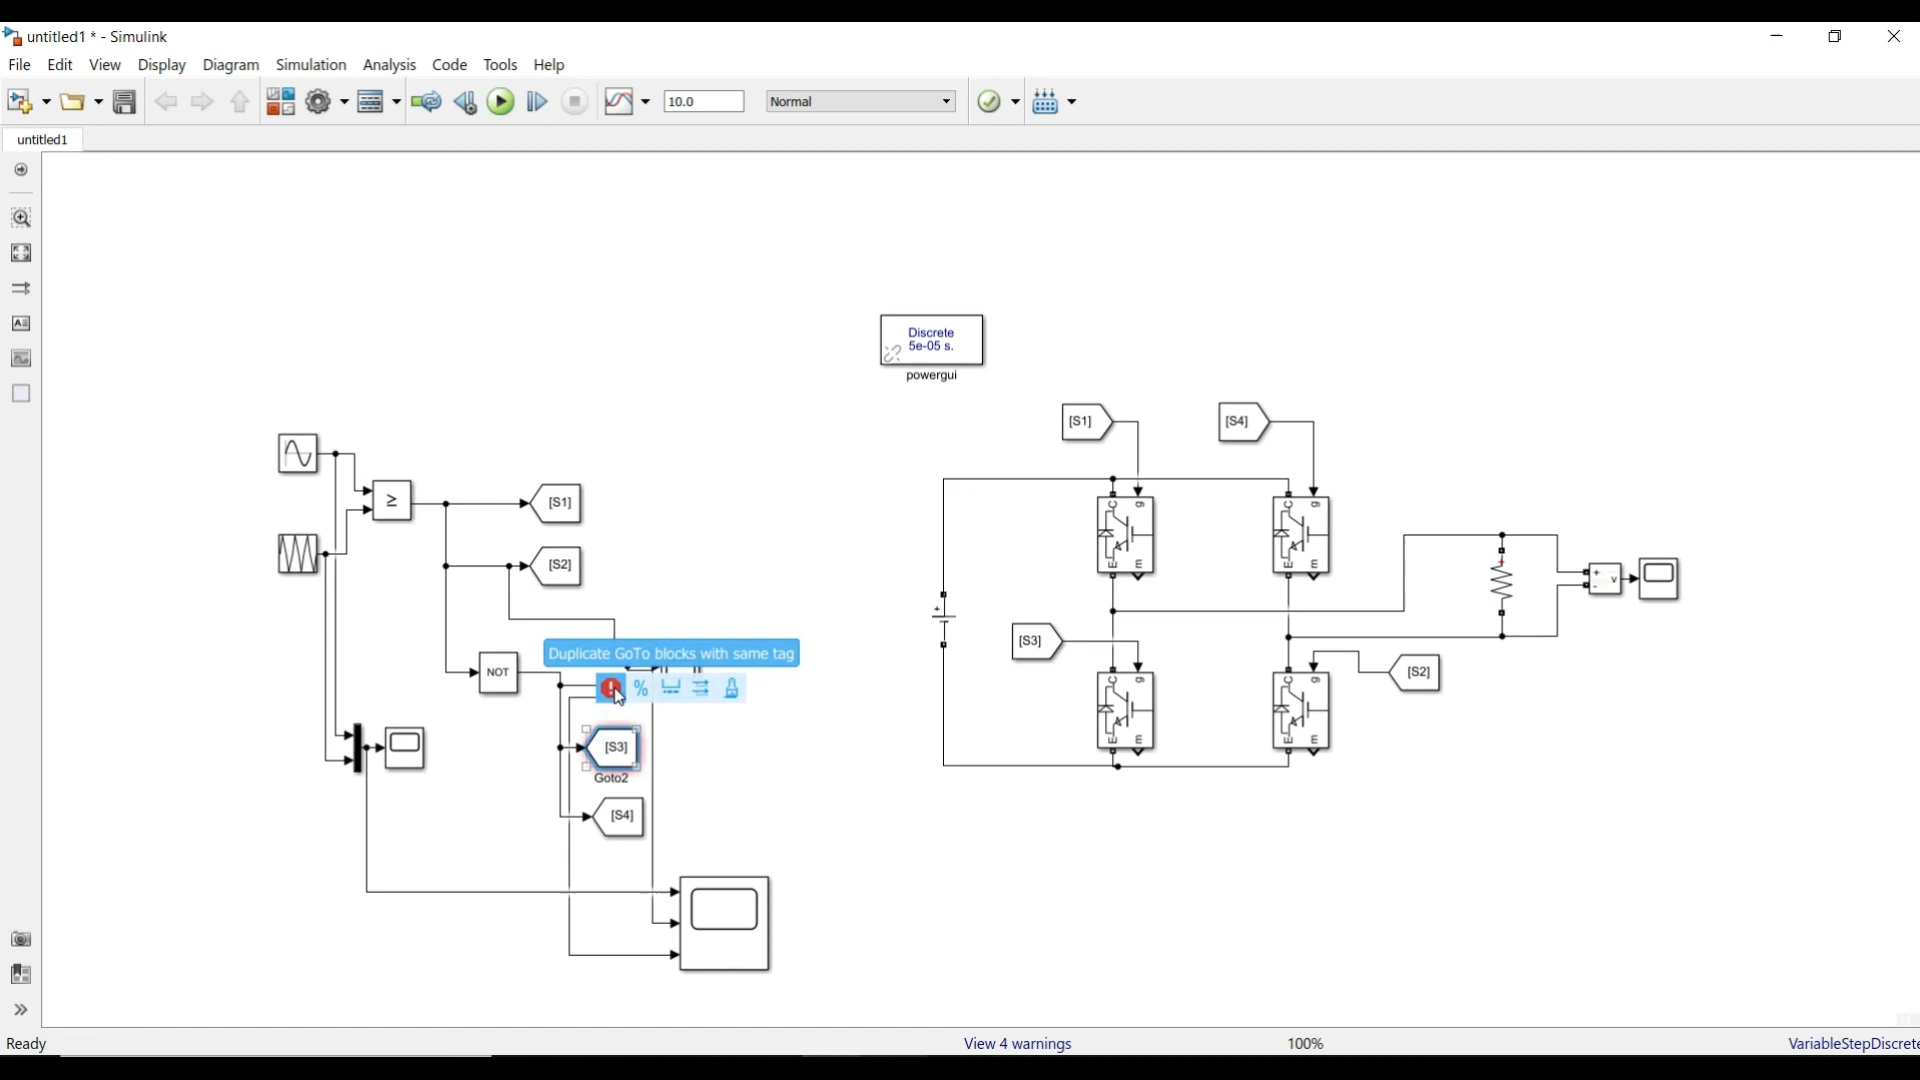 untitled1 * - Simulink
File Edit View Display Diagram Simulation Analysis Code Tools Help
10.0 Normal
untitled1
Discrete
5e-05 s.
powergui
[S1] [S4]
≥
[S1]
[S2]
C g E m
C g E m
+ - v
+
[S3]
[S2]
NOT
Duplicate GoTo blocks with same tag
%
C g E m
C g E m
[S3]
Goto2
[S4]
Ready View 4 warnings 100% VariableStepDiscrete